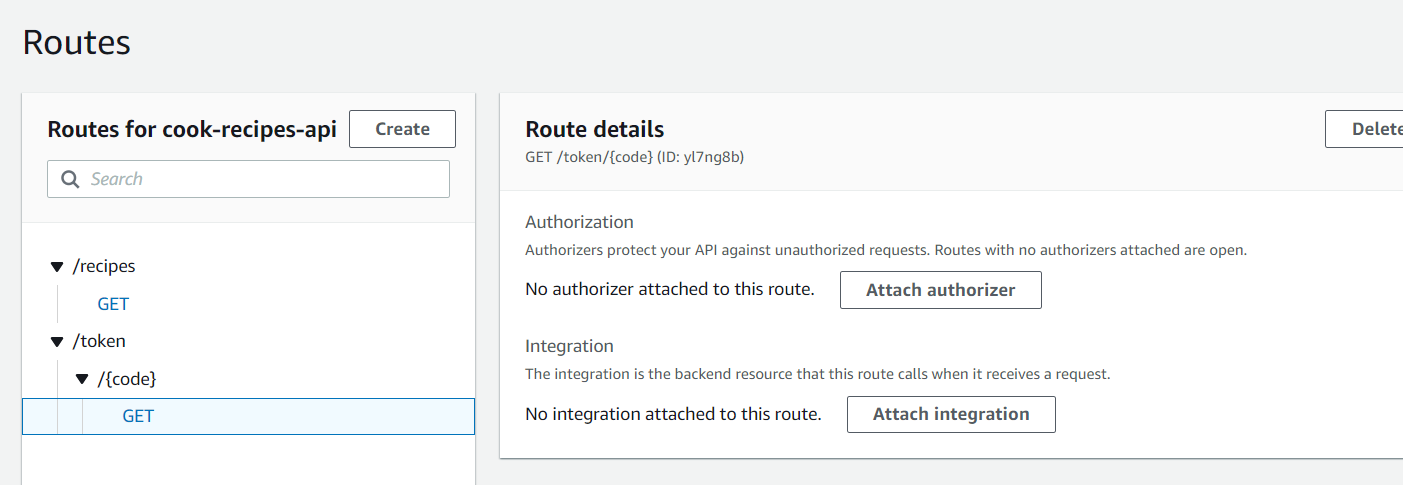 Routes
Routes for cook-recipes-api
Create
Search
/recipes
GET
/token
/{code}
GET
Route details
Delete
GET /token/{code} (ID: yl7ng8b)
Authorization
Authorizers protect your API against unauthorized requests. Routes with no authorizers attached are open.
No authorizer attached to this route.
Attach authorizer
Integration
The integration is the backend resource that this route calls when it receives a request.
No integration attached to this route.
Attach integration